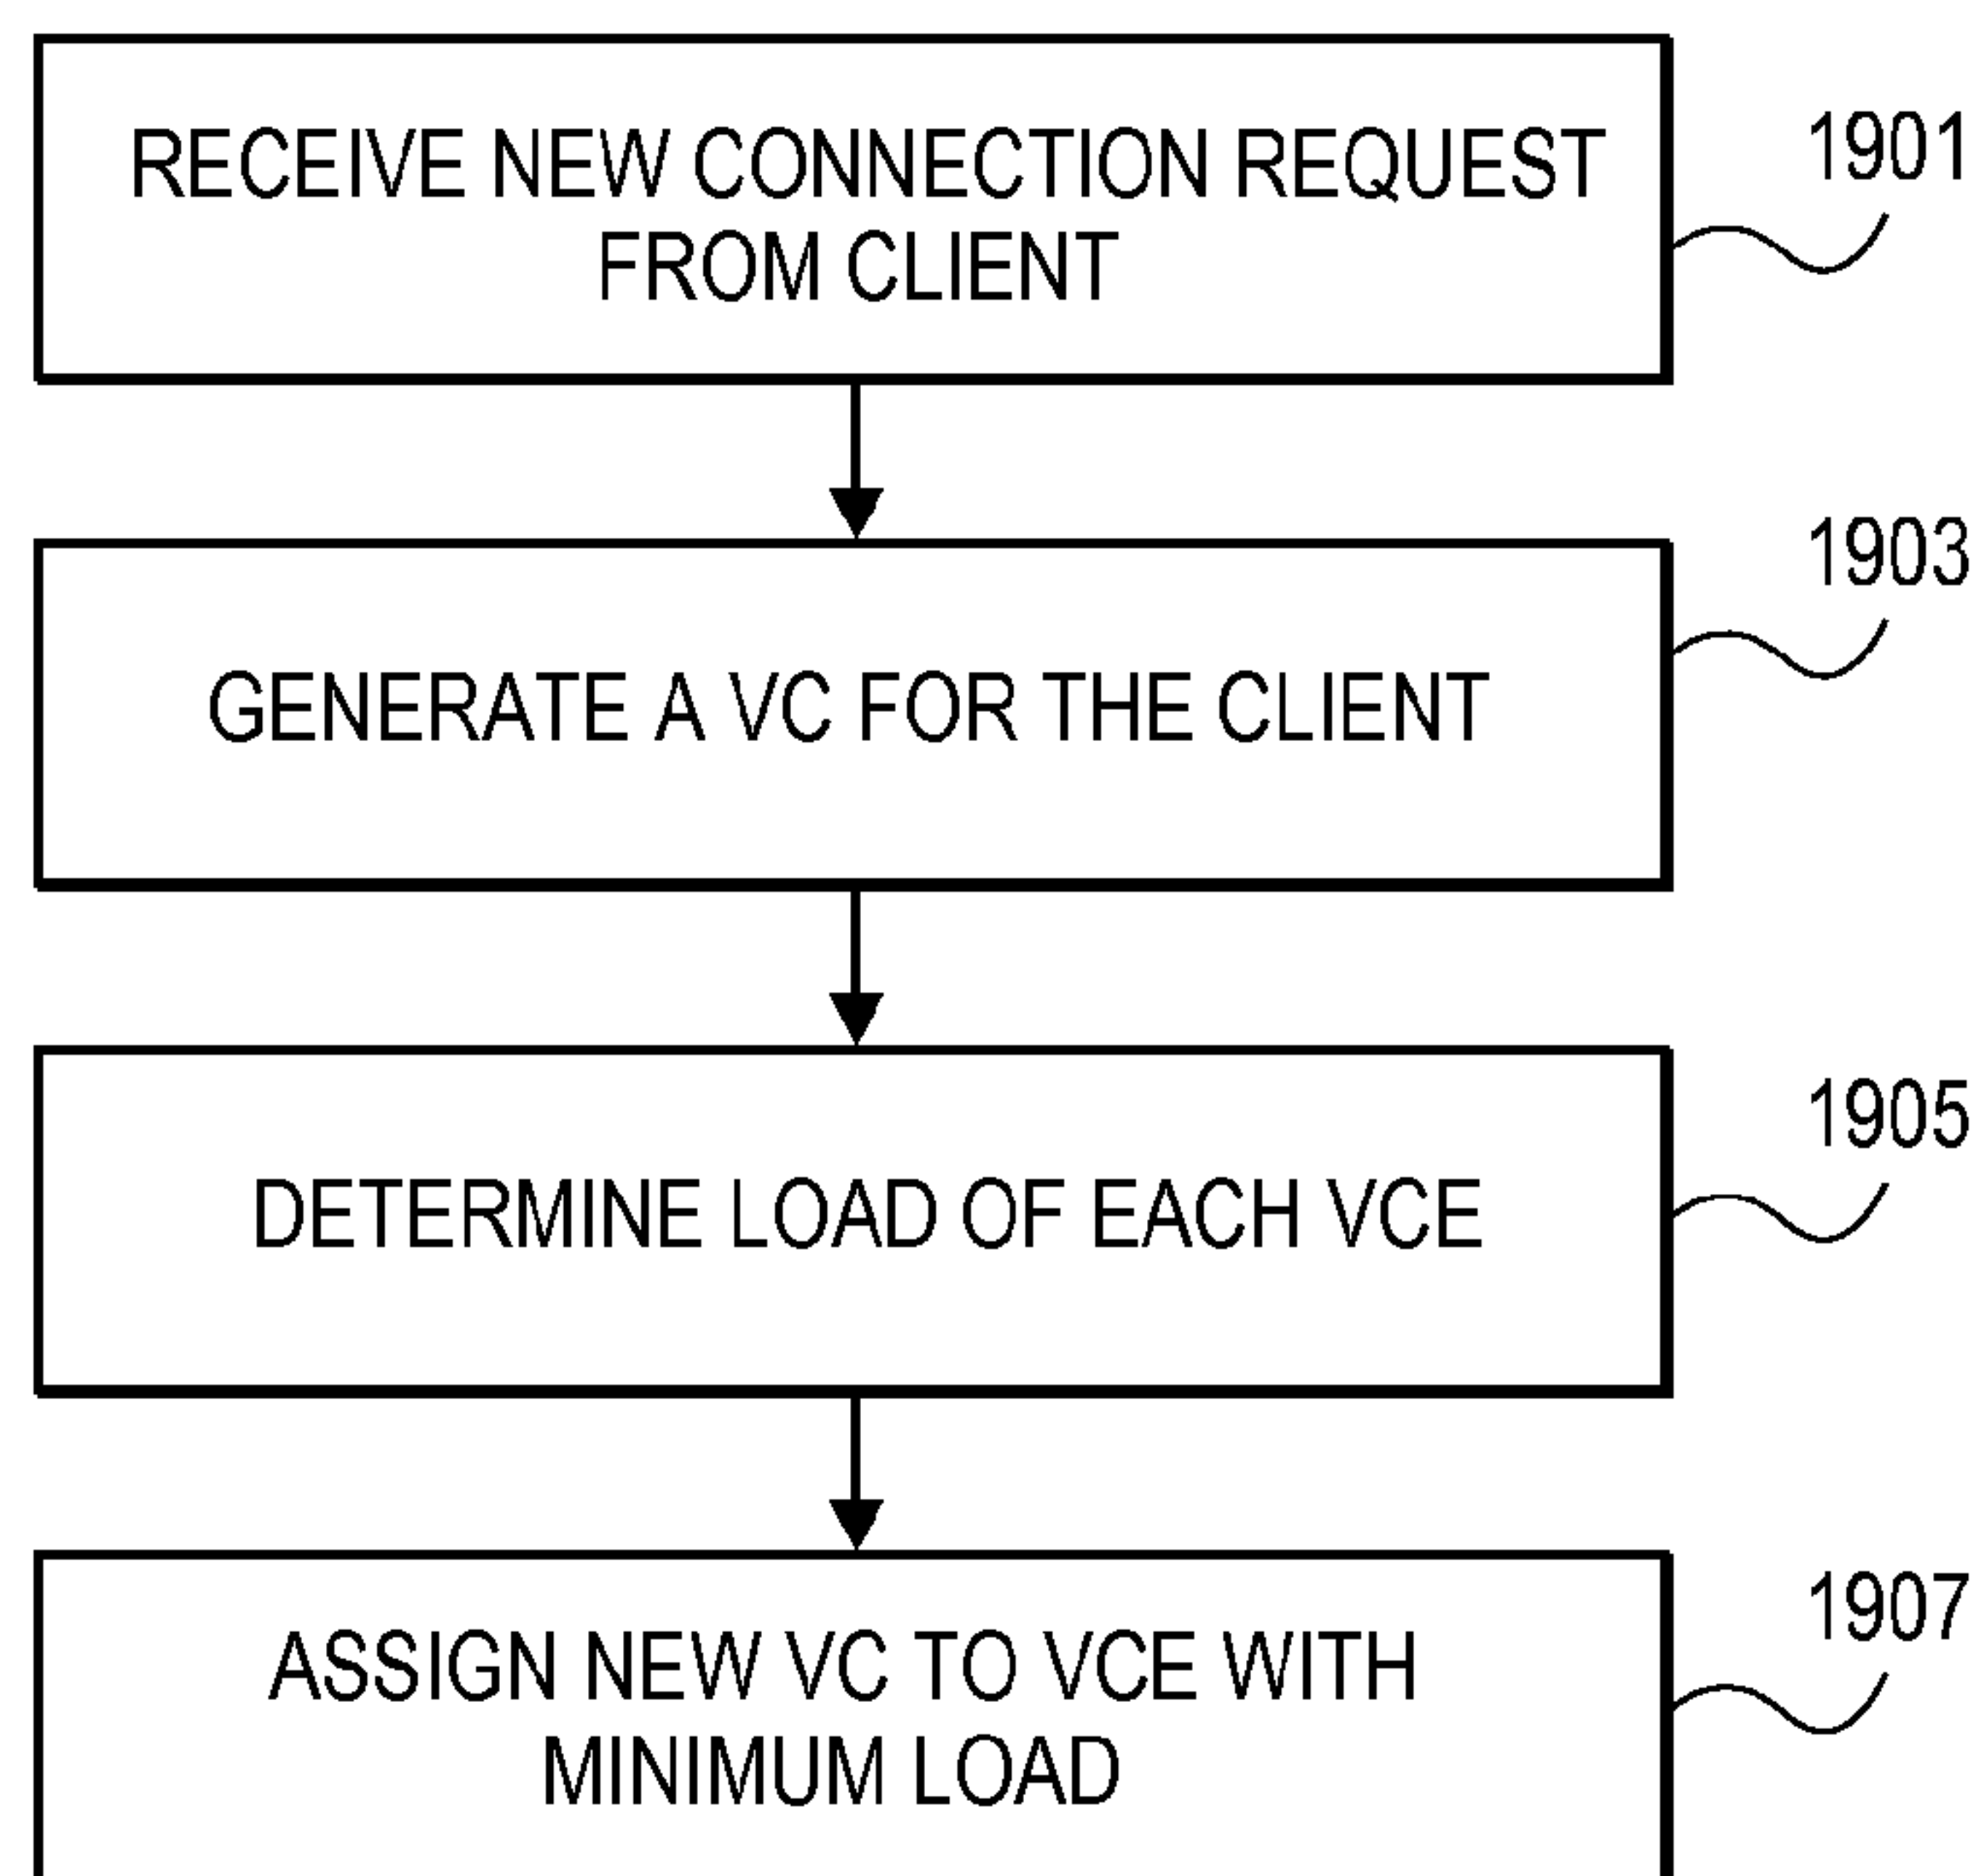 RECEIVE NEW CONNECTION REQUEST
FROM CLIENT
1901
GENERATE A VC FOR THE CLIENT
1903
DETERMINE LOAD OF EACH VCE
1905
ASSIGN NEW VC TO VCE WITH
MINIMUM LOAD
1907